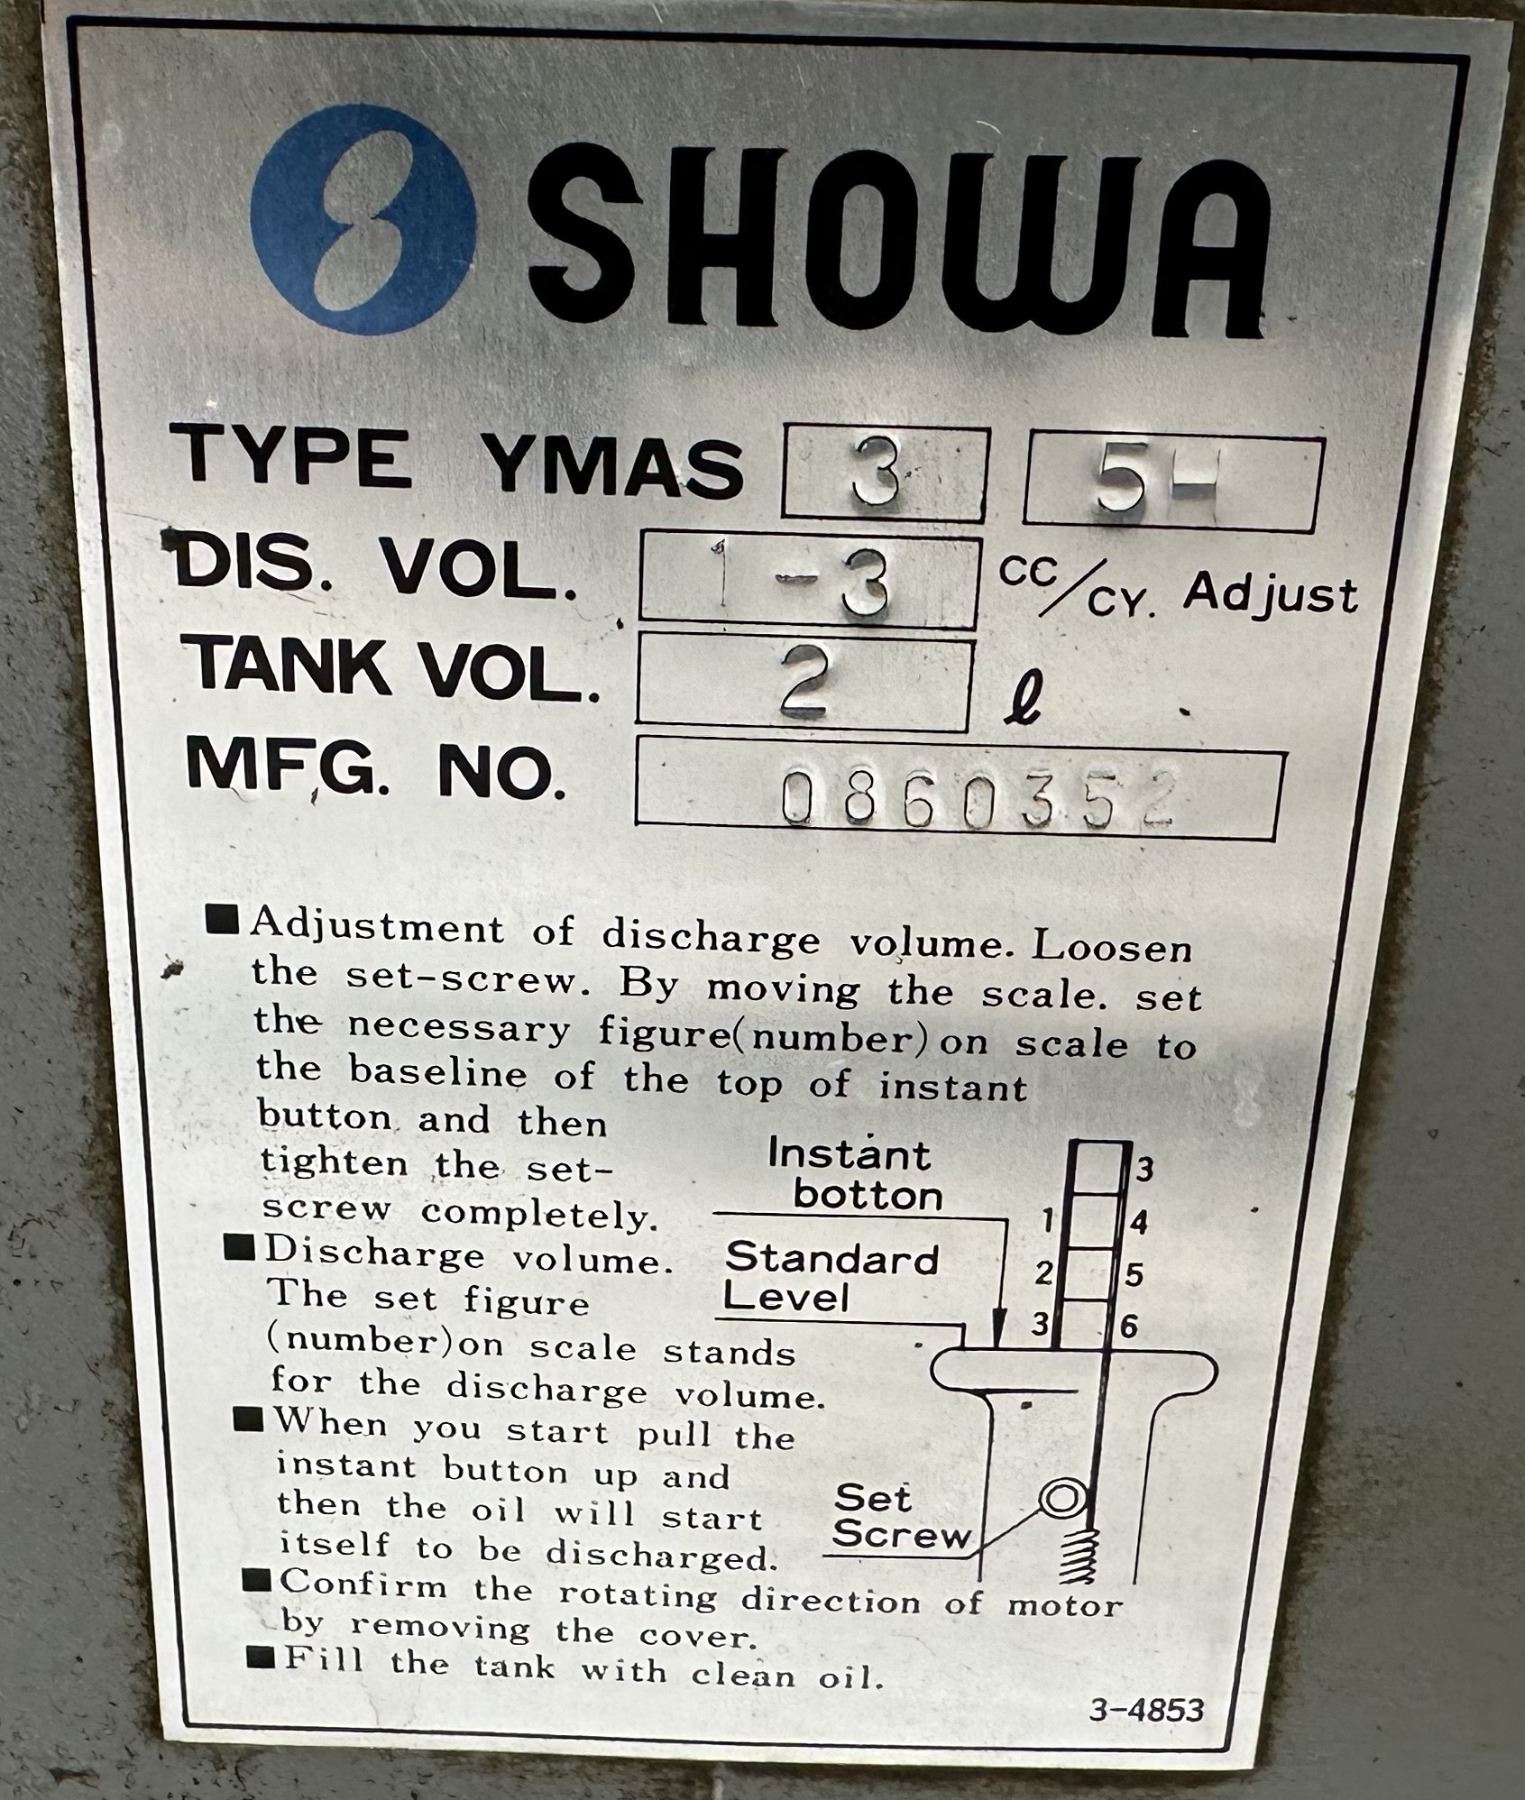 SHOWA
TYPE YMAS 3 5H
DIS. VOL. 1-3 CC/CY. Adjust
TANK VOL. 2 ℓ
MFG. NO. 0860352
■Adjustment of discharge volume. Loosen
the set-screw. By moving the scale. set
the necessary figure(number) on scale to
the baseline of the top of instant
button and then
tighten the set-
screw completely.
■Discharge volume.
The set figure
(number)on scale stands
for the discharge volume.
■When you start pull the
instant button up and
then the oil will start
itself to be discharged.
■Confirm the rotating direction of motor
by removing the cover.
■Fill the tank with clean oil.
Instant
botton
Standard
Level
Set
Screw
3
1 4
2 5
3 6
3-4853